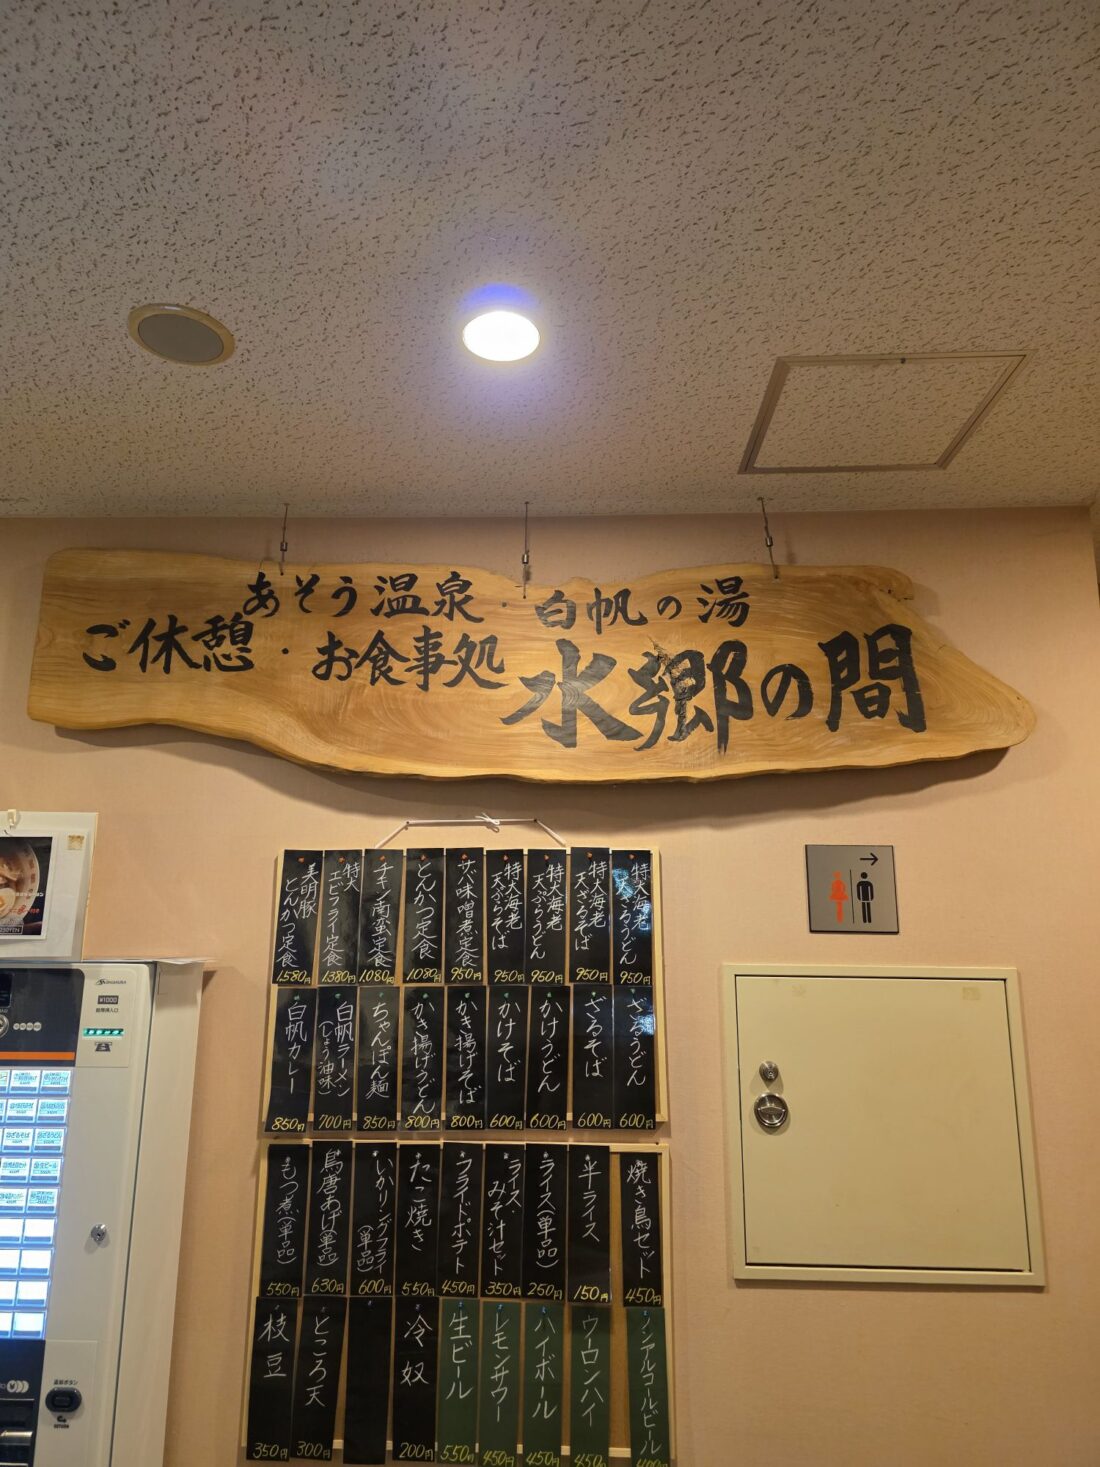 あそう温泉・白帆の湯
ご休憩・お食事処
水郷の間
特大海老天ざるうどん 950円
特大海老天ざるそば 950円
特大海老天ぷらうどん 950円
特大海老天ぷらそば 950円
サバ味噌煮定食 950円
とんかつ定食 1080円
チキン南蛮定食 1080円
特大エビフライ定食 1380円
美明豚とんかつ定食 1580円
ざるうどん 600円
ざるそば 600円
かけうどん 600円
かけそば 600円
かき揚げそば 800円
かき揚げうどん 800円
ちゃんぽん麺 850円
白帆ラーメン(しょう油味) 700円
白帆カレー 850円
焼き鳥セット 450円
半ライス 150円
ライス(単品) 250円
ライス・みそ汁セット 350円
フライドポテト 450円
たこ焼き 550円
いかリングフライ(単品) 600円
鳥唐あげ(単品) 630円
もつ煮(単品) 550円
ノンアルコールビール 400円
ウーロンハイ 450円
ハイボール 450円
レモンサワー 450円
生ビール 550円
冷奴 200円
ところ天 300円
枝豆 350円
¥1000
返却ボタン
RETURN